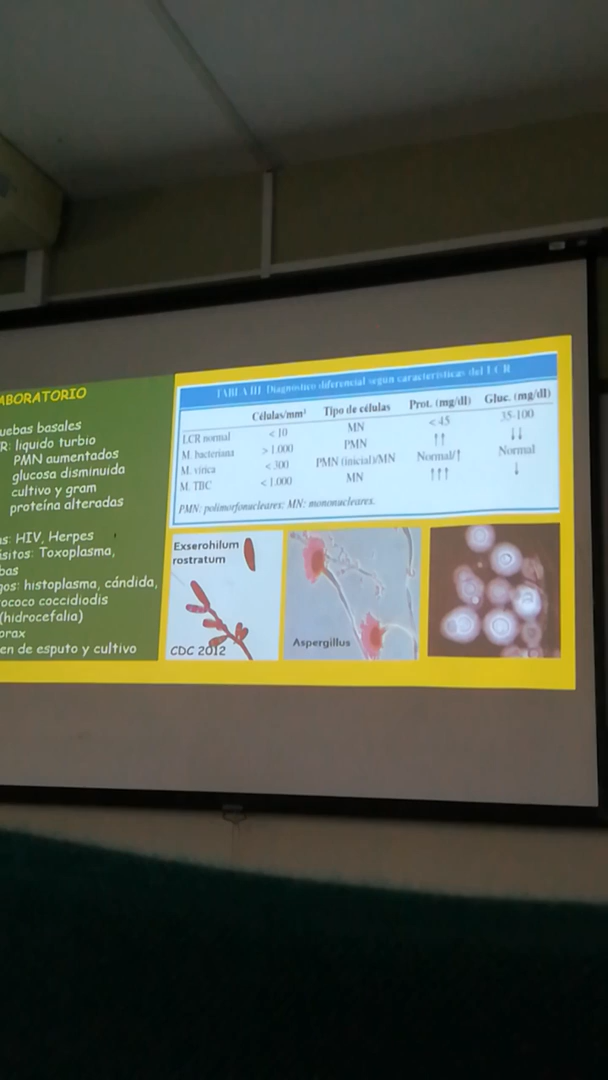 ABORATORIO
uebas basales
R: liquido turbio
PMN aumentados
glucosa disminuida
cultivo y gram
proteína alteradas
as: HIV, Herpes
sitos: Toxoplasma,
bas
gos: histoplasma, cándida,
ococo coccidiodis
(hidrocefalia)
orax
en de esputo y cultivo
TABLA III Diagnóstico diferencial según características del LCR
Células/mm³ Tipo de células Prot. (mg/dl) Gluc. (mg/dl)
LCR normal <10 MN <45 35-100
M. bacteriana >1.000 PMN ↑↑ ↓↓
M. vírica <300 PMN (inicial)/MN Normal/↑ Normal
M. TBC <1.000 MN ↑↑↑ ↓
PMN: polimorfonucleares; MN: mononucleares.
Exserohilum
rostratum
CDC 2012
Aspergillus